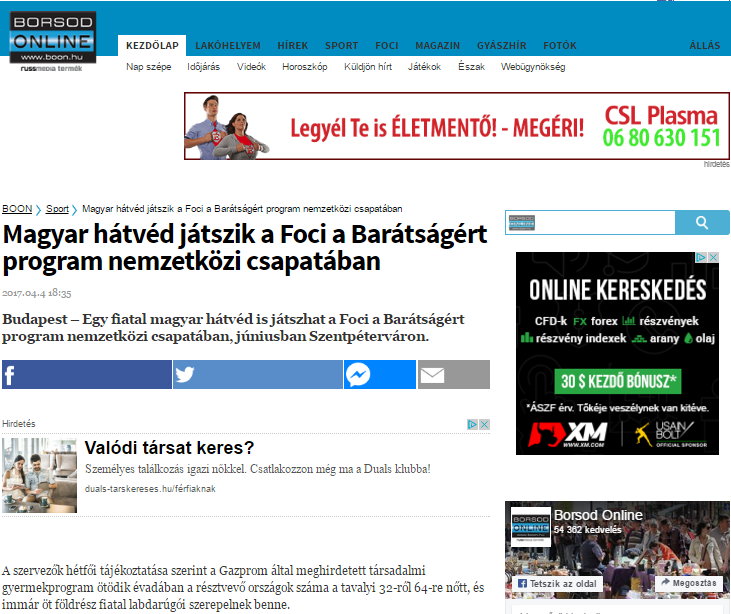 BORSOD
ONLINE
www.boon.hu
russmedia termék
KEZDŐLAP LAKÓHELYEM HÍREK SPORT FOCI MAGAZIN GYÁSZHÍR FOTÓK ÁLLÁS
Nap szépe Időjárás Videók Horoszkóp Küldjön hírt Játékok Észak Webügynökség
Legyél Te is ÉLETMENTŐ! - MEGÉRI!
CSL Plasma
06 80 630 151
hirdetés
BOON Sport Magyar hátvéd játszik a Foci a Barátságért program nemzetközi csapatában
Magyar hátvéd játszik a Foci a Barátságért
program nemzetközi csapatában
2017.04.4 18:35
Budapest – Egy fiatal magyar hátvéd is játszhat a Foci a Barátságért
program nemzetközi csapatában, júniusban Szentpéterváron.
Hirdetés
Valódi társat keres?
Személyes találkozás igazi nőkkel. Csatlakozzon még ma a Duals klubba!
duals-tarskereses.hu/férfiaknak
A szervezők hétfői tájékoztatása szerint a Gazprom által meghirdetett társadalmi
gyermekprogram ötödik évadában a résztvevő országok száma a tavalyi 32-ről 64-re nőtt, és
immár öt földrész fiatal labdarúgói szerepelnek benne.
BORSOD
ONLINE
ONLINE KERESKEDÉS
CFD-k FX forex részvények
részvény indexek arany olaj
30 $ KEZDŐ BÓNUSZ*
*ÁSZF érv. Tőkéje veszélynek van kitéve.
XM
WWW.XM.COM
USAIN
BOLT
OFFICIAL SPONSOR
BORSOD
ONLINE
Borsod Online
54 362 kedvelés
Tetszik az oldal
Megosztás